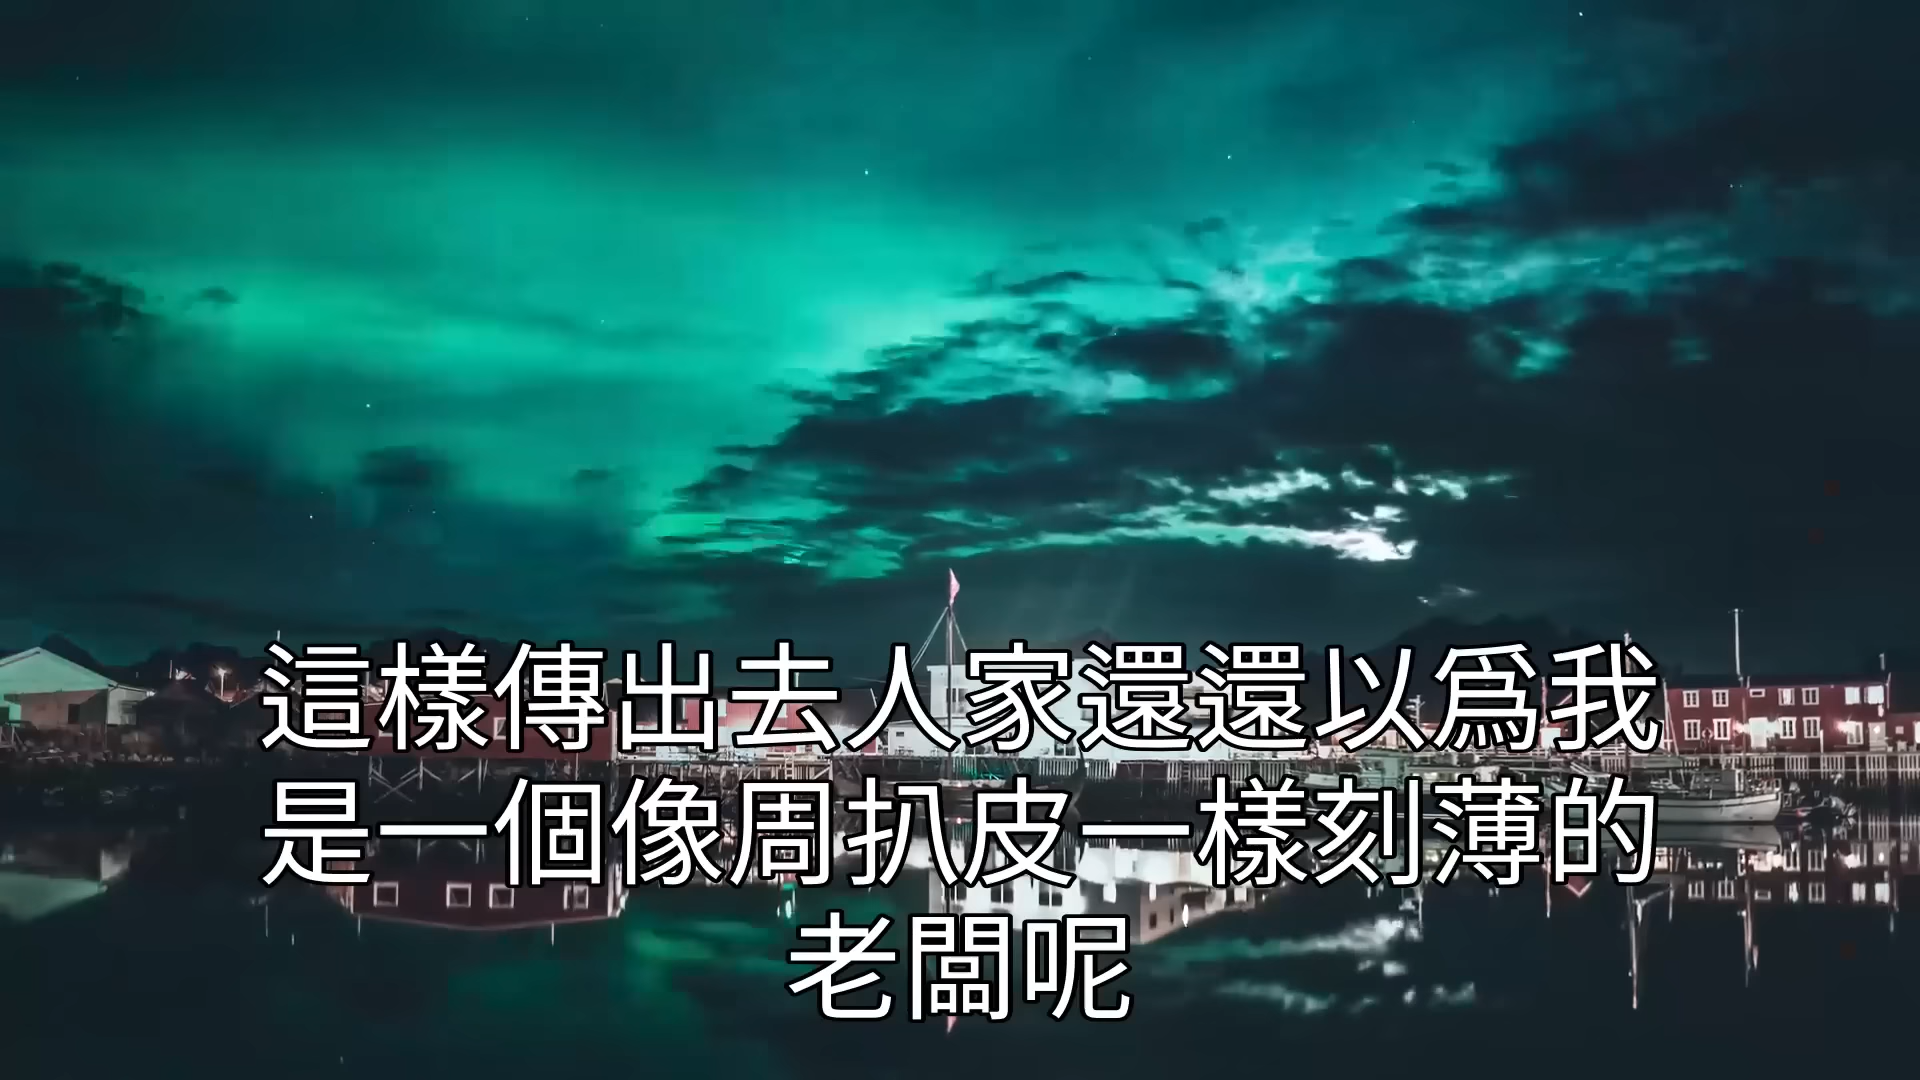 這樣傳出去人家還還以爲我
是一個像周扒皮一樣刻薄的
老闆呢